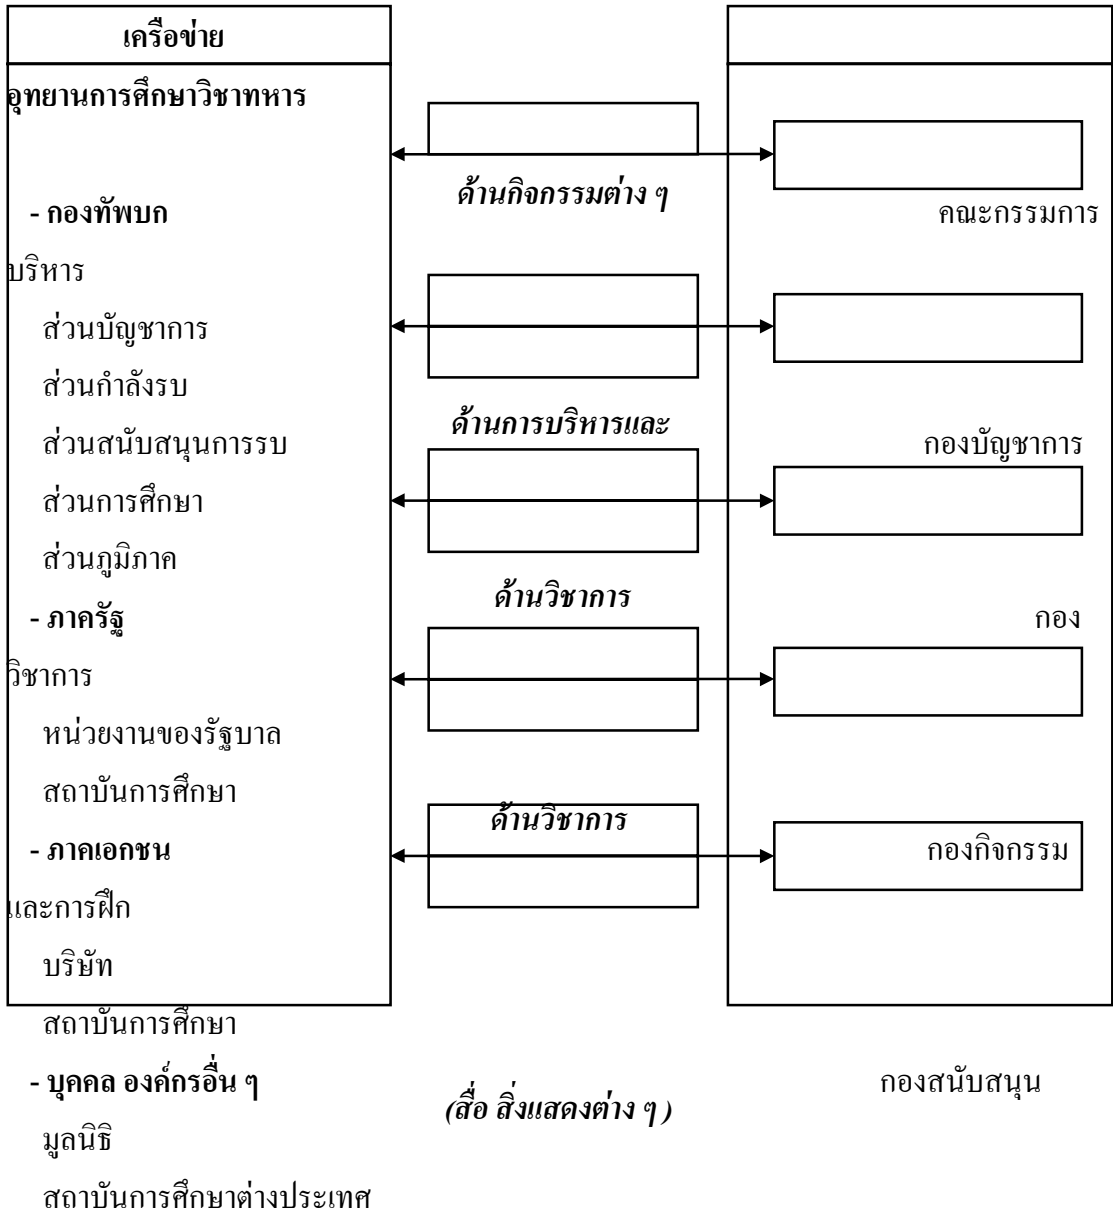 เครือข่าย
อุทยานการศึกษาวิชาทหาร
ด้านกิจกรรมต่าง ๆ
- กองทัพบก คณะกรรมการ
บริหาร
ส่วนบัญชาการ
ส่วนกำลังรบ
ด้านการบริหารและ
ส่วนสนับสนุนการรบ กองบัญชาการ
ส่วนการศึกษา
ส่วนภูมิภาค
ด้านวิชาการ
- ภาครัฐ กอง
วิชาการ
หน่วยงานของรัฐบาล
สถาบันการศึกษา
ด้านวิชาการ
- ภาคเอกชน กองกิจกรรม
และการฝึก
บริษัท
สถาบันการศึกษา
- บุคคล องค์กรอื่น ๆ กองสนับสนุน
(สื่อ สิ่งแสดงต่าง ๆ )
มูลนิธิ
สถาบันการศึกษาต่างประเทศ